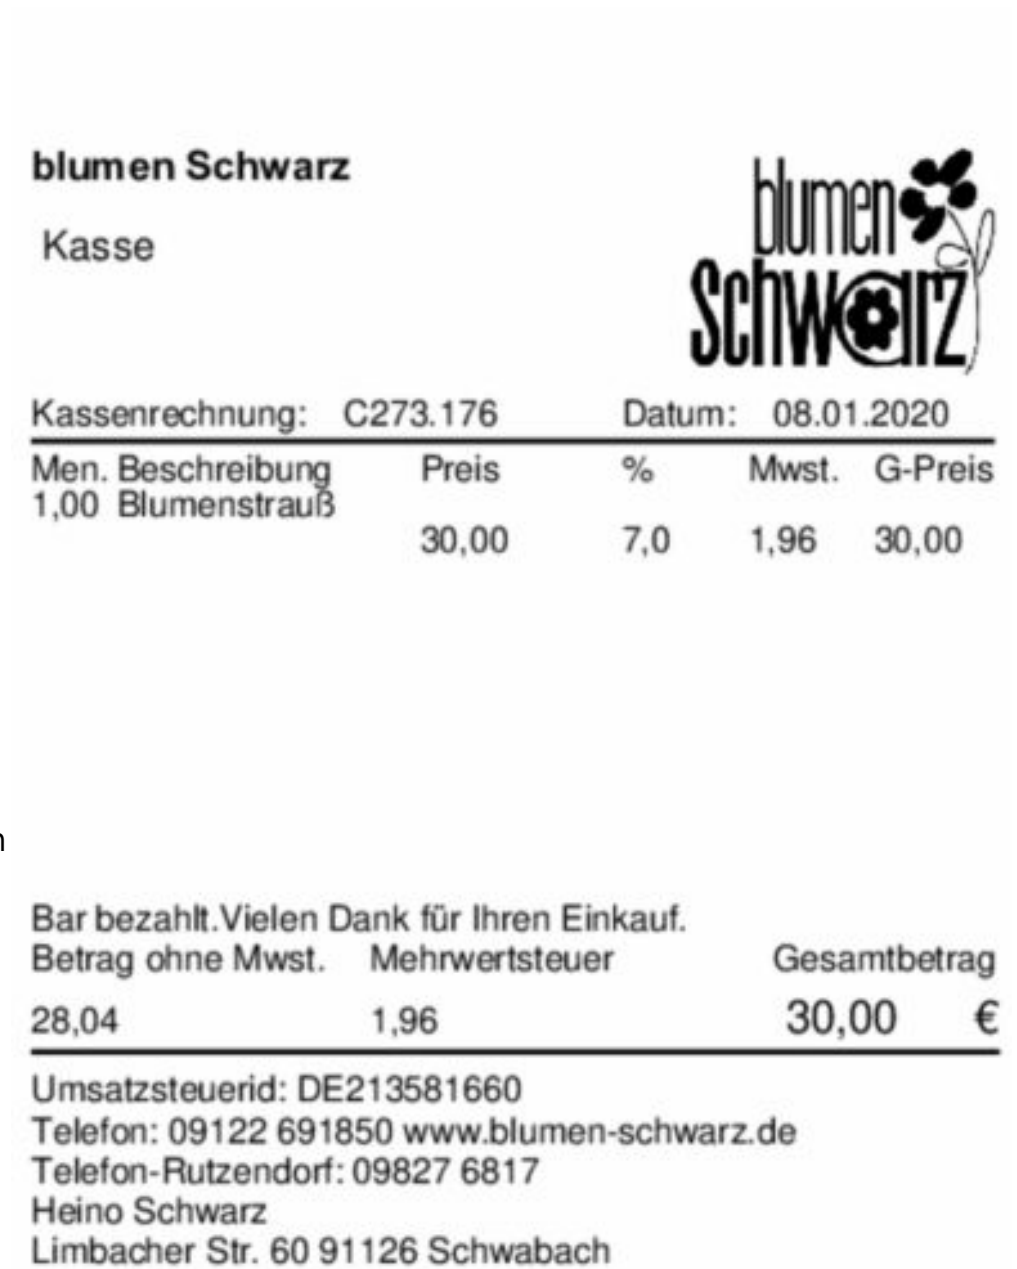 blumen Schwarz
Kasse
blumen
Schwarz
Kassenrechnung: C273.176 Datum: 08.01.2020
Men. Beschreibung Preis % Mwst. G-Preis
1,00 Blumenstrauß
30,00 7,0 1,96 30,00
n
Bar bezahlt.Vielen Dank für Ihren Einkauf.
Betrag ohne Mwst. Mehrwertsteuer Gesamtbetrag
28,04 1,96 30,00 €
Umsatzsteuerid: DE213581660
Telefon: 09122 691850 www.blumen-schwarz.de
Telefon-Rutzendorf: 09827 6817
Heino Schwarz
Limbacher Str. 60 91126 Schwabach